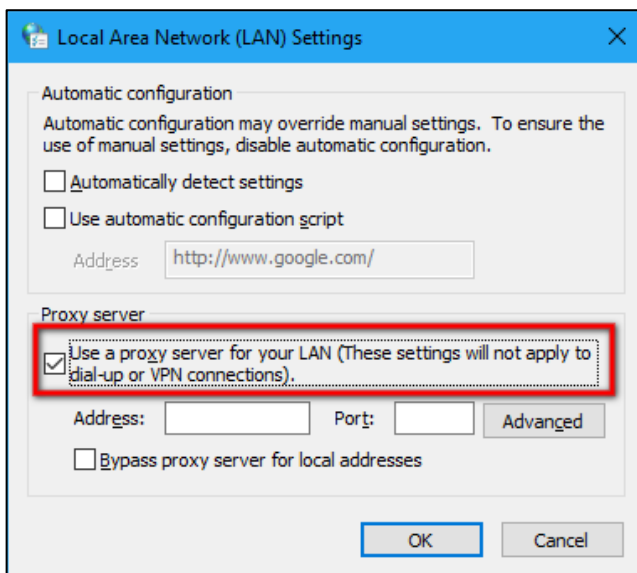 Local Area Network (LAN) Settings
Automatic configuration
Automatic configuration may override manual settings.  To ensure the
use of manual settings, disable automatic configuration.
Automatically detect settings
Use automatic configuration script
Address http://www.google.com/
Proxy server
Use a proxy server for your LAN (These settings will not apply to
dial-up or VPN connections).
Address: Port: Advanced
Bypass proxy server for local addresses
OK Cancel